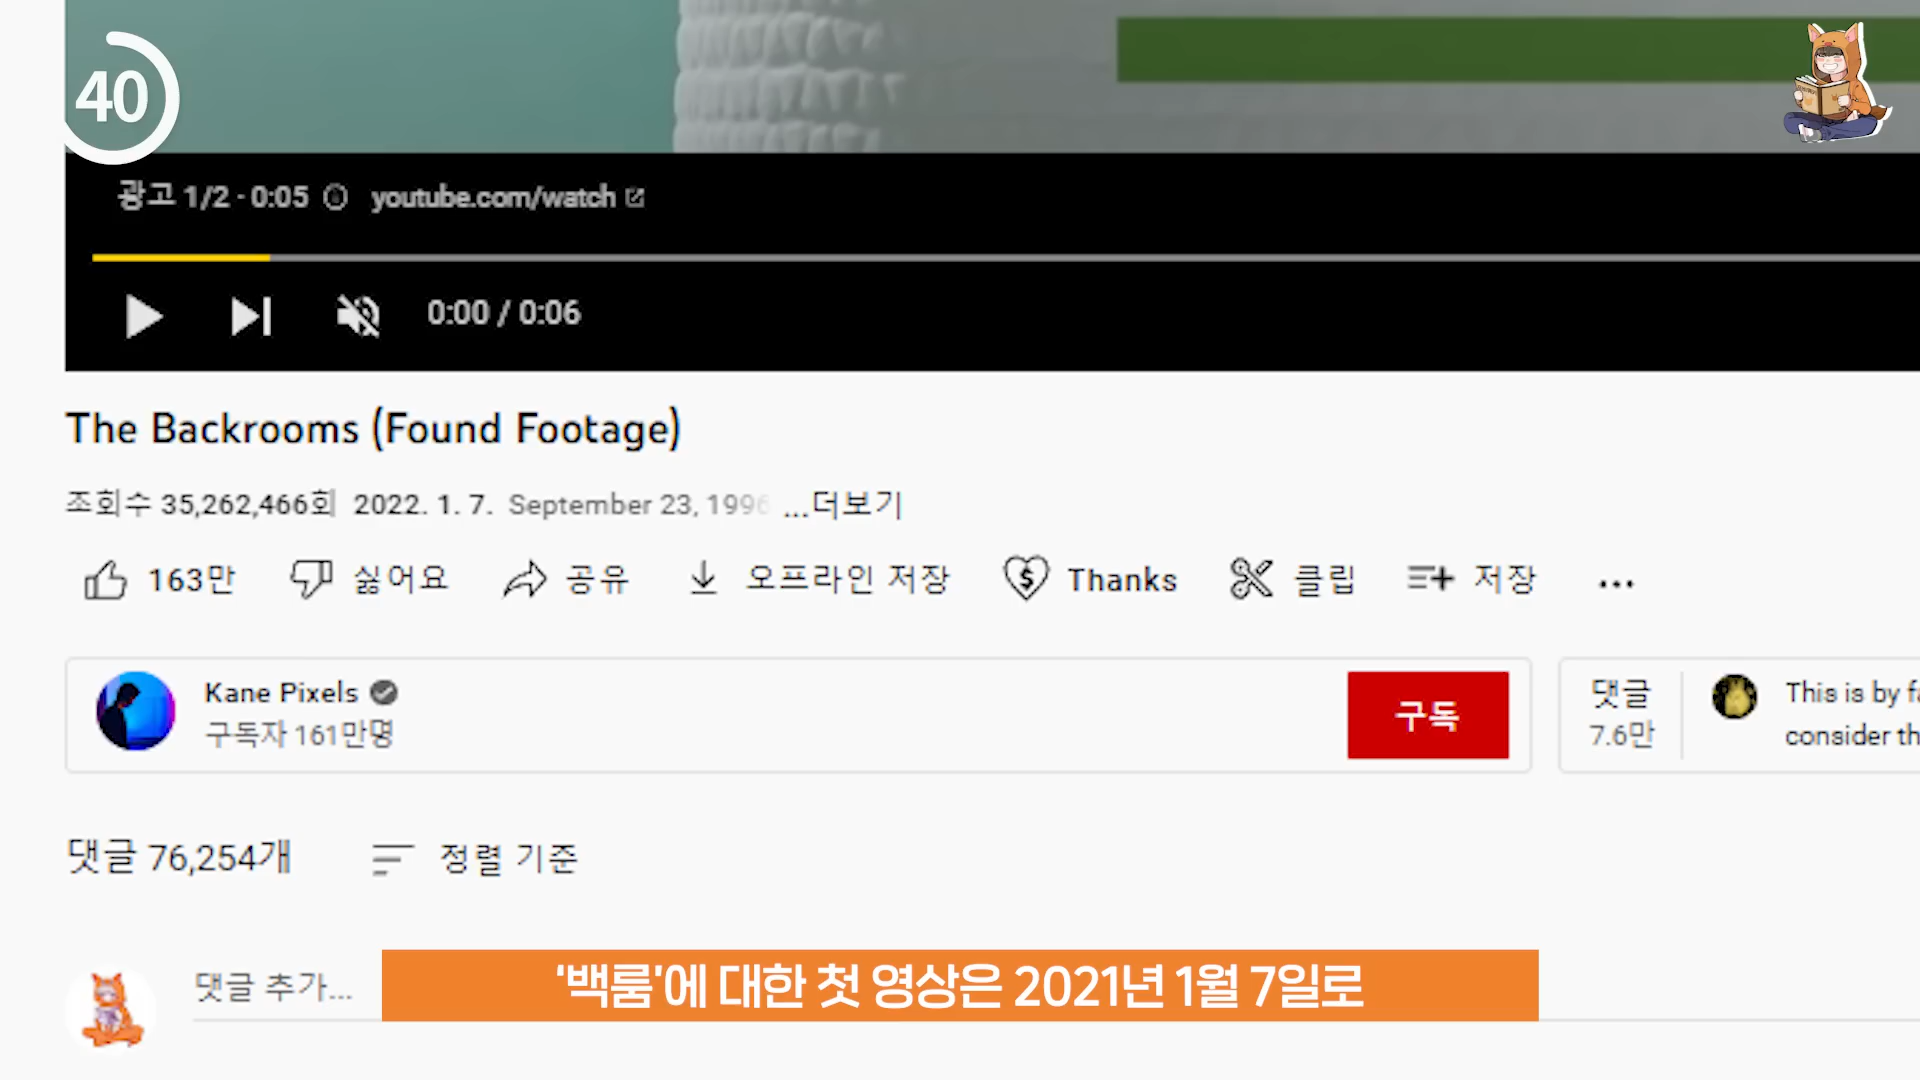 40
광고 1/2 · 0:05 youtube.com/watch
0:00 / 0:06
The Backrooms (Found Footage)
조회수 35,262,466회 2022. 1. 7. September 23, 1996 ...더보기
163만 싫어요 공유 오프라인 저장 Thanks 클립 저장 ...
Kane Pixels
구독자 161만명
구독
댓글
7.6만
This is by fa
consider th
댓글 76,254개 정렬 기준
댓글 추가...
‘백룸’에 대한 첫 영상은 2021년 1월 7일로